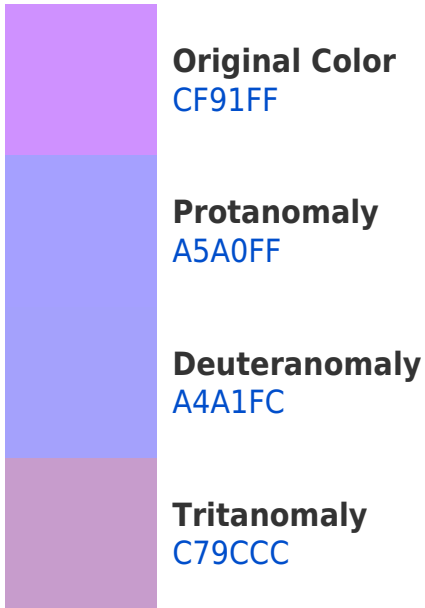 Original Color
CF91FF
Protanomaly
A5A0FF
Deuteranomaly
A4A1FC
Tritanomaly
C79CCC